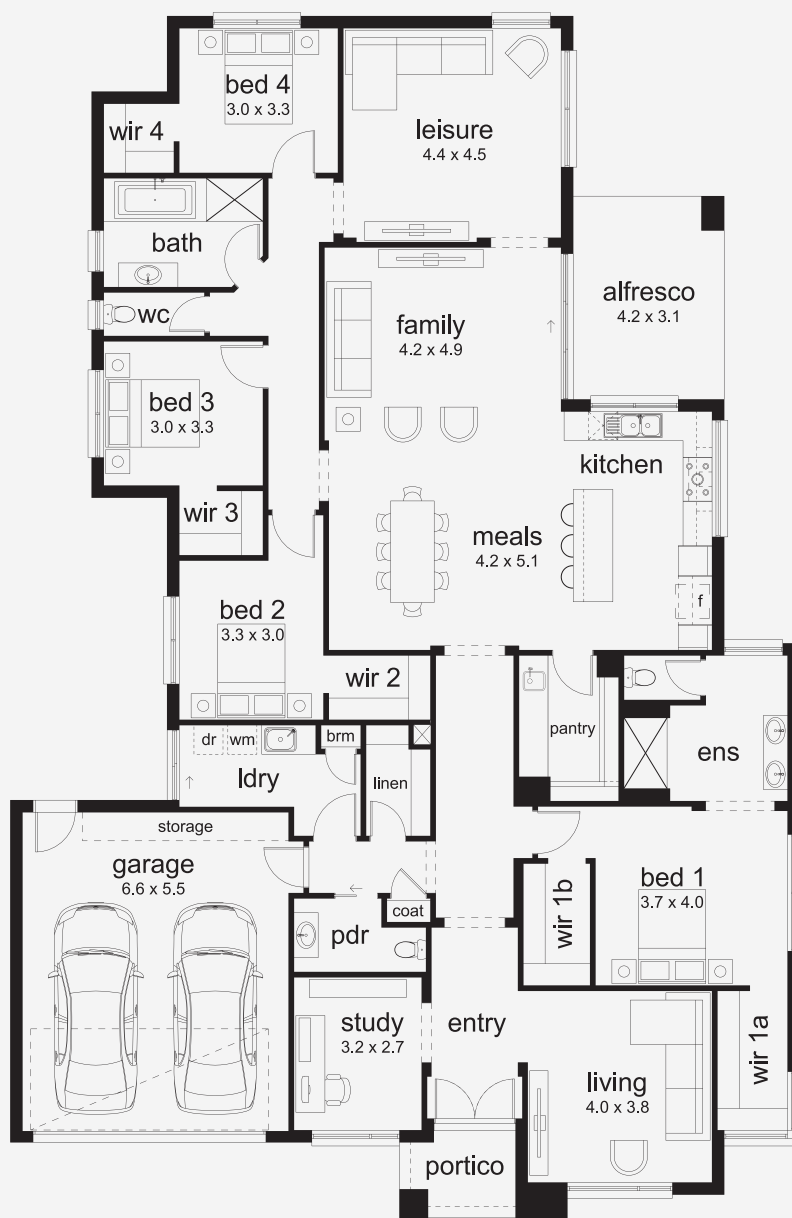 bed 4
3.0 x 3.3
wir 4
leisure
4.4 x 4.5
bath
wc
family
4.2 x 4.9
alfresco
4.2 x 3.1
bed 3
3.0 x 3.3
kitchen
wir 3
meals
4.2 x 5.1
f
bed 2
3.3 x 3.0
wir 2
pantry
ens
dr
wm
brm
ldry
linen
storage
garage
6.6 x 5.5
bed 1
3.7 x 4.0
wir 1b
coat
pdr
study
3.2 x 2.7
entry
living
4.0 x 3.8
wir 1a
portico